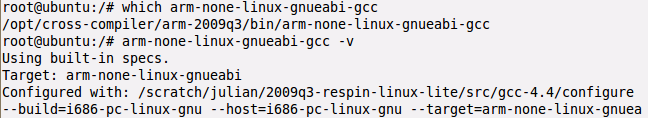 root@ubuntu:/# which arm-none-linux-gnueabi-gcc
/opt/cross-compiler/arm-2009q3/bin/arm-none-linux-gnueabi-gcc
root@ubuntu:/# arm-none-linux-gnueabi-gcc -v
Using built-in specs.
Target: arm-none-linux-gnueabi
Configured with: /scratch/julian/2009q3-respin-linux-lite/src/gcc-4.4/configure
--build=i686-pc-linux-gnu --host=i686-pc-linux-gnu --target=arm-none-linux-gnuea